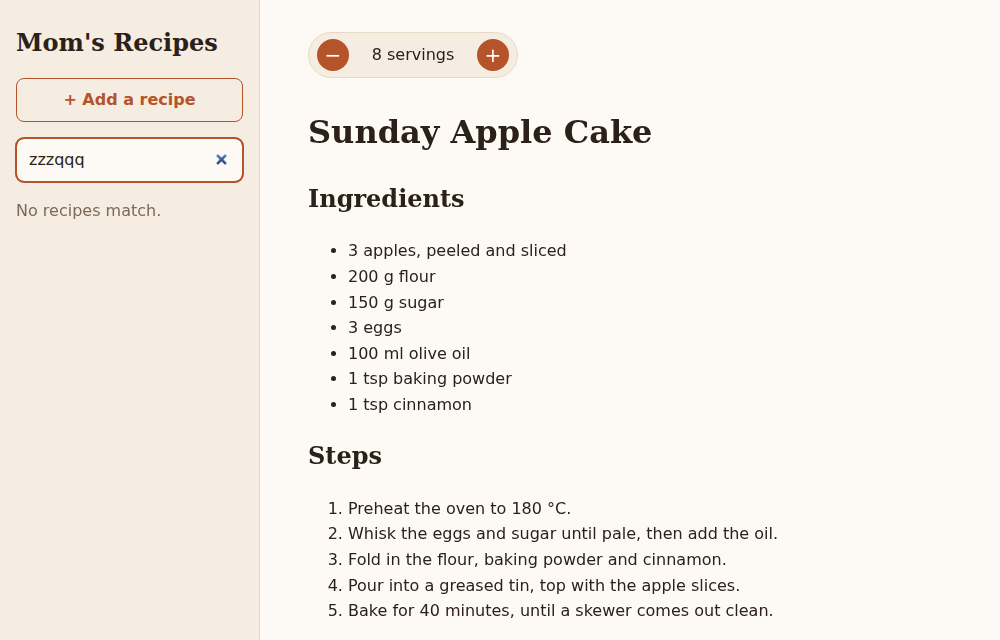 Mom's Recipes
+ Add a recipe
zzzqqq
No recipes match.
− 8 servings +
Sunday Apple Cake
Ingredients
• 3 apples, peeled and sliced
• 200 g flour
• 150 g sugar
• 3 eggs
• 100 ml olive oil
• 1 tsp baking powder
• 1 tsp cinnamon
Steps
1. Preheat the oven to 180 °C.
2. Whisk the eggs and sugar until pale, then add the oil.
3. Fold in the flour, baking powder and cinnamon.
4. Pour into a greased tin, top with the apple slices.
5. Bake for 40 minutes, until a skewer comes out clean.